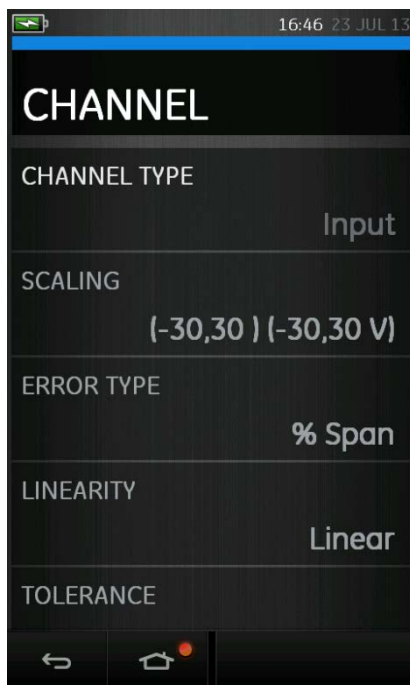 16:46 23 JUL 13
CHANNEL
CHANNEL TYPE
Input
SCALING
(-30,30 ) (-30,30 V)
ERROR TYPE
% Span
LINEARITY
Linear
TOLERANCE